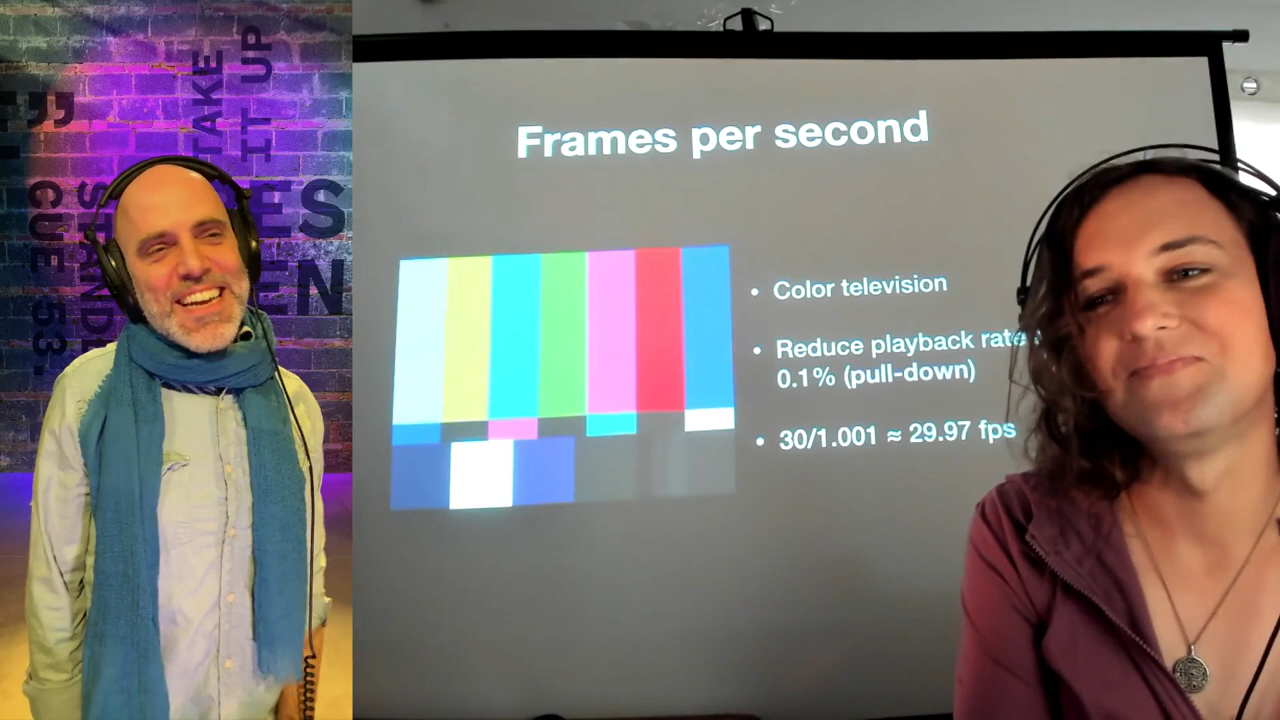 TAKE
IT UP
”
CUE 53.
Frames per second
• Color television
• Reduce playback rate
0.1% (pull-down)
• 30/1.001 ≈ 29.97 fps